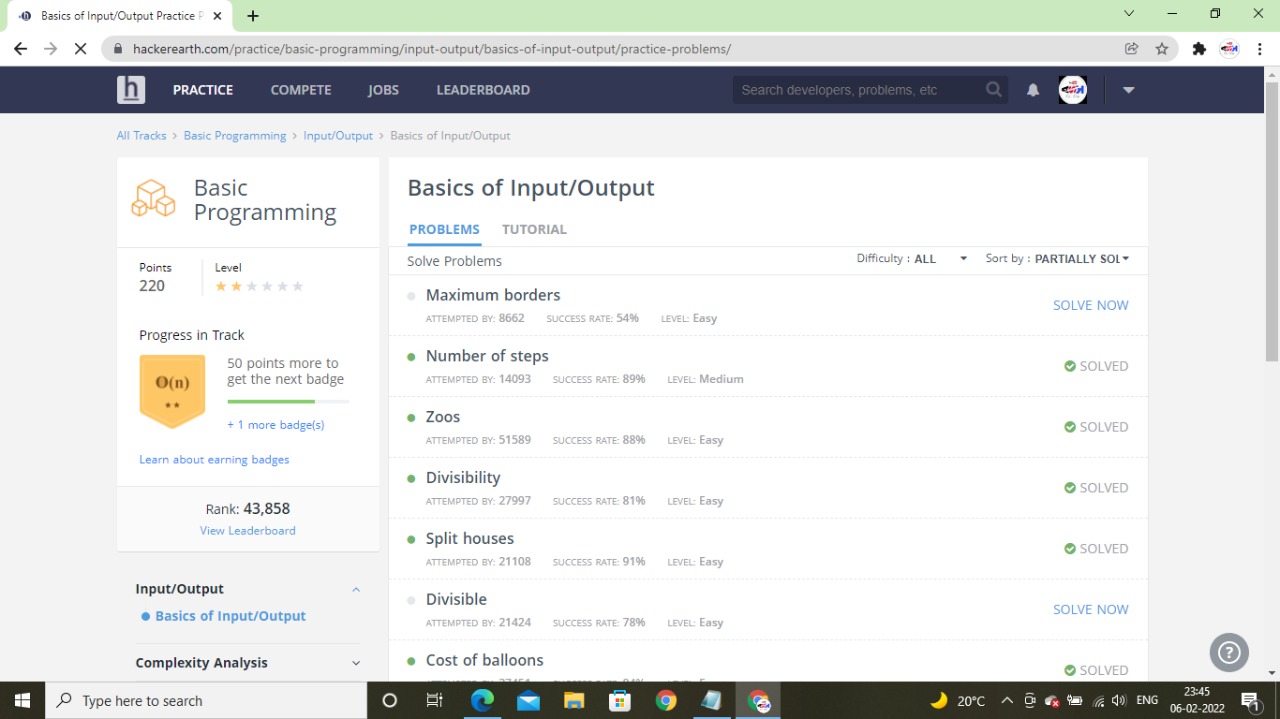 Basics of Input/Output Practice P
hackerearth.com/practice/basic-programming/input-output/basics-of-input-output/practice-problems/
h PRACTICE COMPETE JOBS LEADERBOARD Search developers, problems, etc
All Tracks > Basic Programming > Input/Output > Basics of Input/Output
Basic
Programming
Points
220
Level
Progress in Track
O(n)
50 points more to
get the next badge
+ 1 more badge(s)
Learn about earning badges
Rank: 43,858
View Leaderboard
Input/Output
Basics of Input/Output
Complexity Analysis
Basics of Input/Output
PROBLEMS TUTORIAL
Solve Problems Difficulty : ALL Sort by : PARTIALLY SOL
Maximum borders
ATTEMPTED BY: 8662 SUCCESS RATE: 54% LEVEL: Easy
SOLVE NOW
Number of steps
ATTEMPTED BY: 14093 SUCCESS RATE: 89% LEVEL: Medium
SOLVED
Zoos
ATTEMPTED BY: 51589 SUCCESS RATE: 88% LEVEL: Easy
SOLVED
Divisibility
ATTEMPTED BY: 27997 SUCCESS RATE: 81% LEVEL: Easy
SOLVED
Split houses
ATTEMPTED BY: 21108 SUCCESS RATE: 91% LEVEL: Easy
SOLVED
Divisible
ATTEMPTED BY: 21424 SUCCESS RATE: 78% LEVEL: Easy
SOLVE NOW
Cost of balloons
SOLVED
Type here to search
20°C ENG 23:45
06-02-2022
1